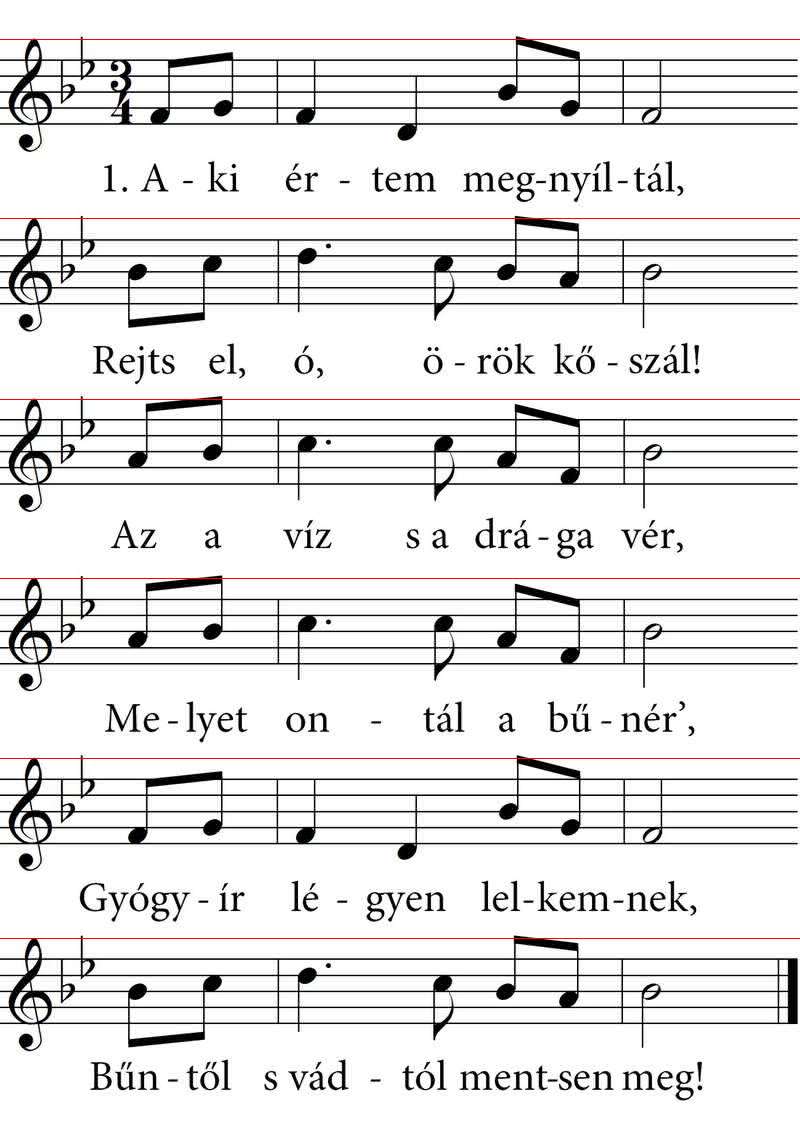 3
4
1. A - ki ér - tem meg-nyíl-tál,
Rejts el, ó, ö - rök kő - szál!
Az a víz s a drá - ga vér,
Me - lyet on - tál a bű - nér’,
Gyógy - ír lé - gyen lel-kem-nek,
Bűn - től s vád - tól ment-sen meg!